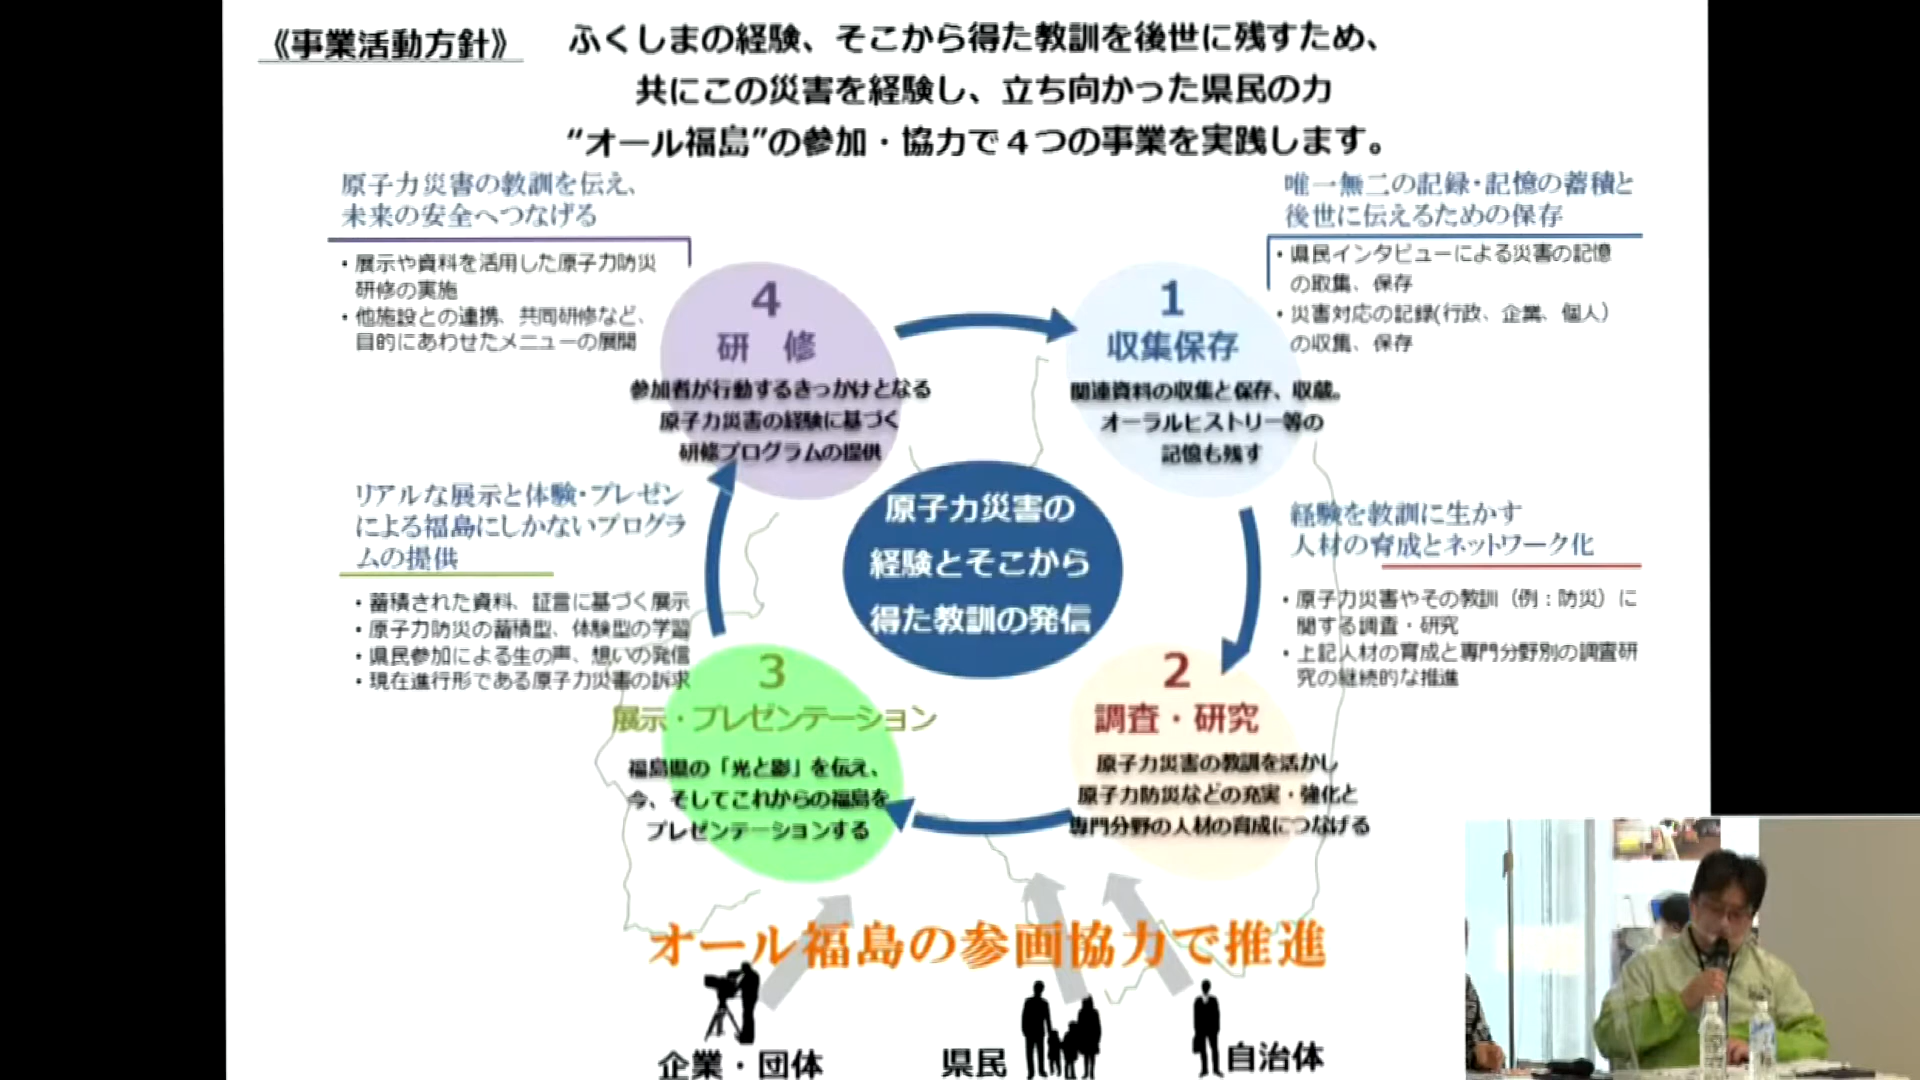 《事業活動方針》
ふくしまの経験、そこから得た教訓を後世に残すため、
共にこの災害を経験し、立ち向かった県民の力
“オール福島”の参加・協力で４つの事業を実践します。
原子力災害の教訓を伝え、
未来の安全へつなげる
・展示や資料を活用した原子力防災
研修の実施
・他施設との連携、共同研修など、
目的にあわせたメニューの展開
4
研　修
参加者が行動するきっかけとなる
原子力災害の経験に基づく
研修プログラムの提供
唯一無二の記録・記憶の蓄積と
後世に伝えるための保存
・県民インタビューによる災害の記憶
の取集、保存
・災害対応の記録(行政、企業、個人）
の収集、保存
1
収集保存
関連資料の収集と保存、収蔵。
オーラルヒストリー等の
記憶も残す
原子力災害の
経験とそこから
得た教訓の発信
リアルな展示と体験・プレゼン
による福島にしかないプログラ
ムの提供
・蓄積された資料、証言に基づく展示
・原子力防災の蓄積型、体験型の学習
・県民参加による生の声、想いの発信
・現在進行形である原子力災害の訴求
3
展示・プレゼンテーション
福島県の「光と影」を伝え、
今、そしてこれからの福島を
プレゼンテーションする
経験を教訓に生かす
人材の育成とネットワーク化
・原子力災害やその教訓（例：防災）に
関する調査・研究
・上記人材の育成と専門分野別の調査研
究の継続的な推進
2
調査・研究
原子力災害の教訓を活かし
原子力防災などの充実・強化と
専門分野の人材の育成につなげる
オール福島の参画協力で推進
企業・団体
県民
自治体